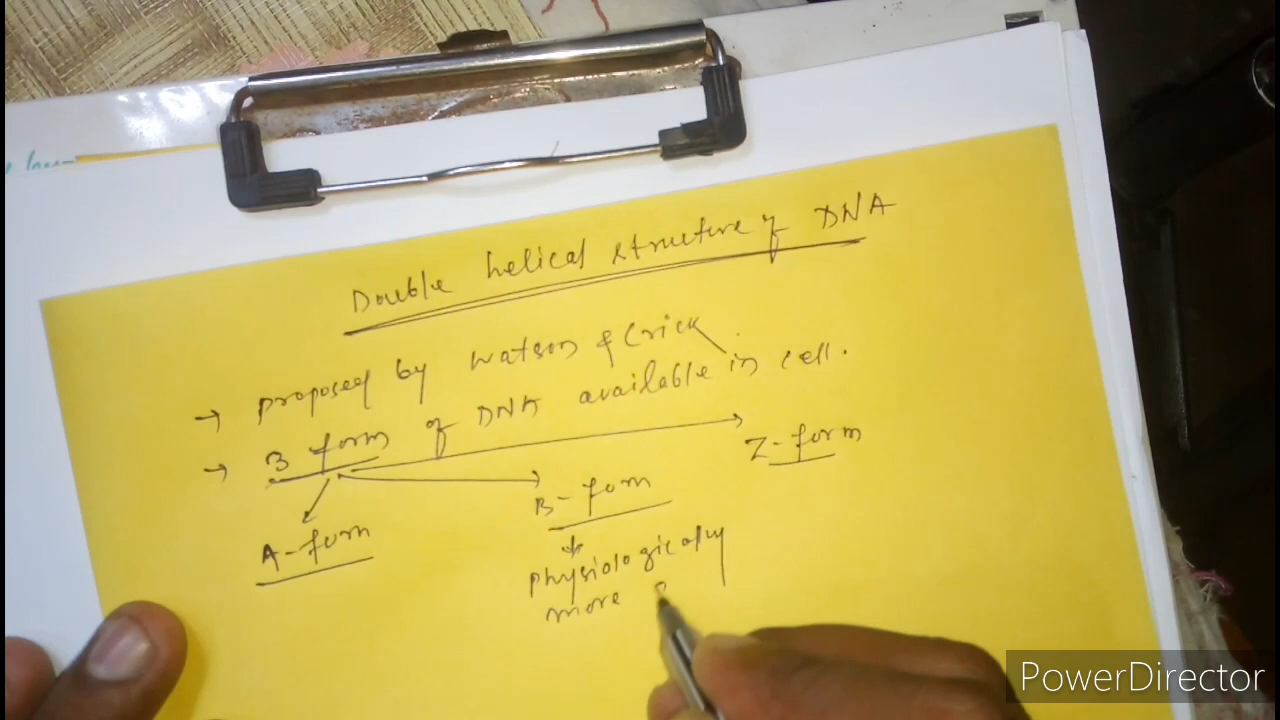 Double helical structure of DNA
→ proposed by Watson & Crick.
→ 3 form of DNA available in cell.
Z-form
B-form
A-form
physiologically
more
PowerDirector